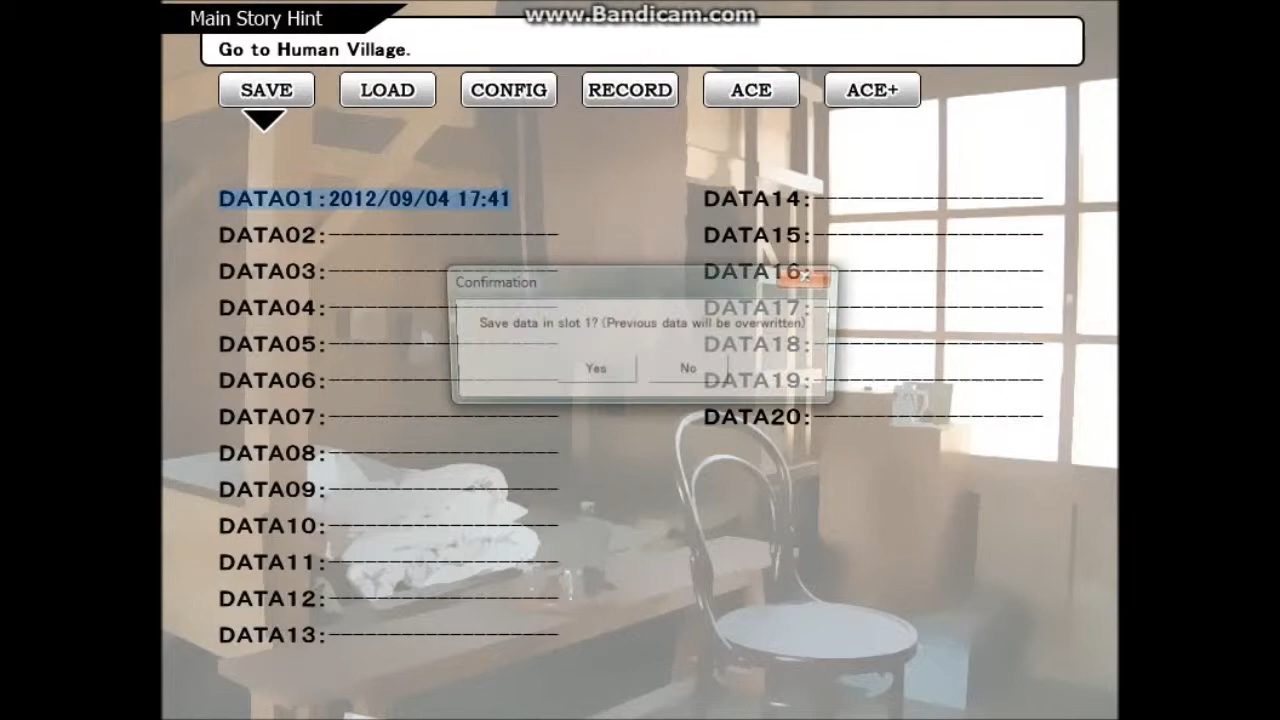 www.Bandicam.com
Main Story Hint
Go to Human Village.
SAVE LOAD CONFIG RECORD ACE ACE+
DATA01:2012/09/04 17:41
DATA02:--------------------
DATA03:--------------------
DATA04:--------------------
DATA05:--------------------
DATA06:--------------------
DATA07:--------------------
DATA08:--------------------
DATA09:--------------------
DATA10:--------------------
DATA11:--------------------
DATA12:--------------------
DATA13:--------------------
DATA14:--------------------
DATA15:--------------------
DATA16:--------------------
DATA17:--------------------
DATA18:--------------------
DATA19:--------------------
DATA20:--------------------
Confirmation
Save data in slot 1? (Previous data will be overwritten)
Yes No